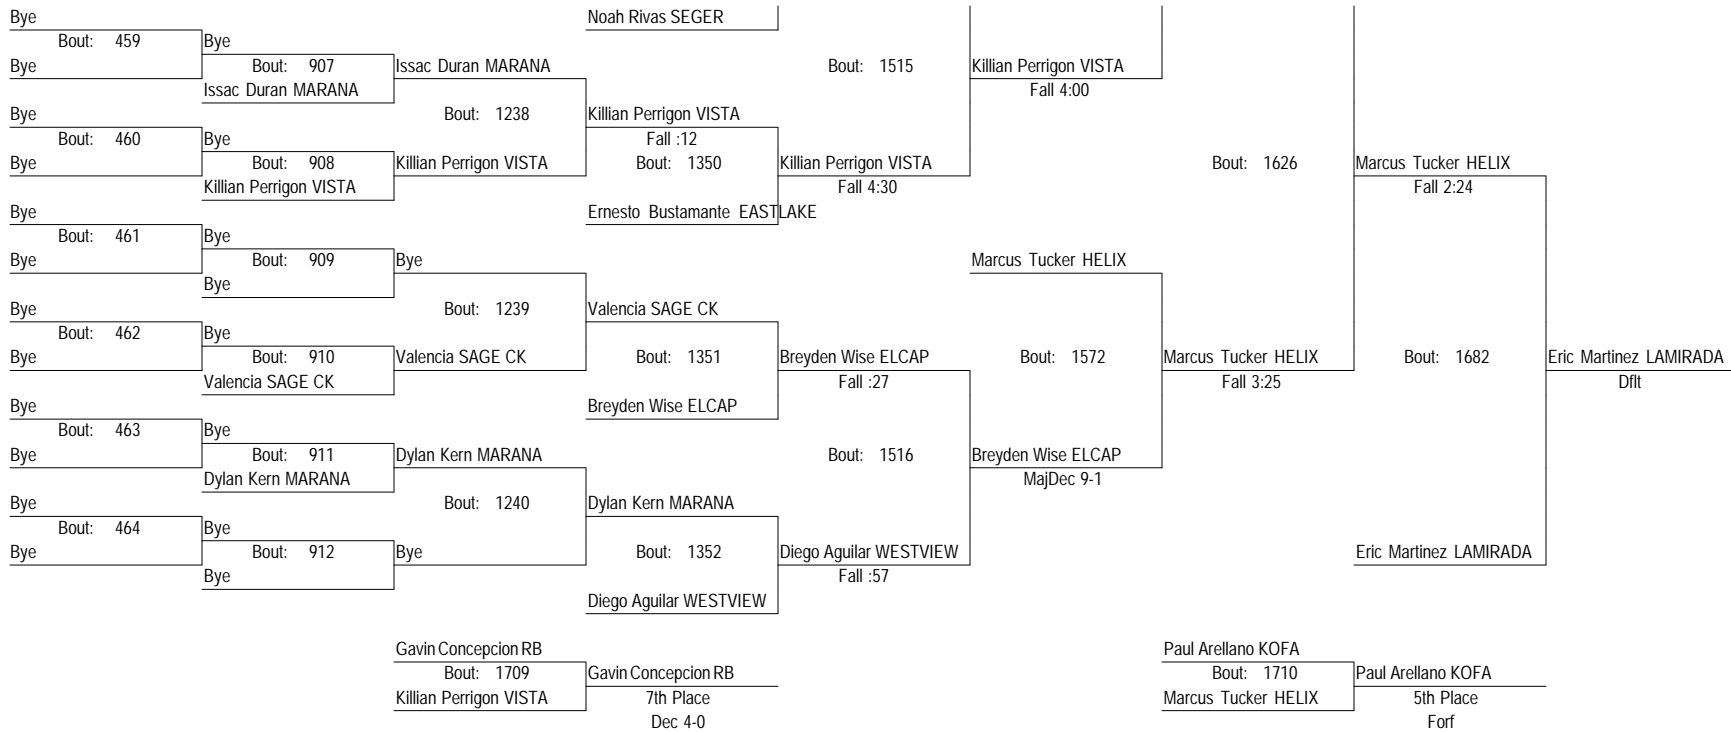 Bye Noah Rivas SEGER
Bout: 459 Bye
Bye Bout: 907 Issac Duran MARANA Bout: 1515 Killian Perrigon VISTA
Issac Duran MARANA Fall 4:00
Bye Bout: 1238 Killian Perrigon VISTA
Bout: 460 Bye Fall :12
Bye Bout: 908 Killian Perrigon VISTA Bout: 1350 Killian Perrigon VISTA Bout: 1626 Marcus Tucker HELIX
Killian Perrigon VISTA Fall 4:30 Fall 2:24
Bye Ernesto Bustamante EASTLAKE
Bout: 461 Bye
Bye Bout: 909 Bye Marcus Tucker HELIX
Bye
Bye Bout: 1239 Valencia SAGE CK
Bout: 462 Bye
Bye Bout: 910 Valencia SAGE CK Bout: 1351 Breyden Wise ELCAP Bout: 1572 Marcus Tucker HELIX Bout: 1682 Eric Martinez LAMIRADA
Valencia SAGE CK Fall :27 Fall 3:25 Dflt
Bye Breyden Wise ELCAP
Bout: 463 Bye
Bye Bout: 911 Dylan Kern MARANA Bout: 1516 Breyden Wise ELCAP
Dylan Kern MARANA MajDec 9-1
Bye Bout: 1240 Dylan Kern MARANA
Bout: 464 Bye
Bye Bout: 912 Bye Bout: 1352 Diego Aguilar WESTVIEW Eric Martinez LAMIRADA
Bye Fall :57
Diego Aguilar WESTVIEW
Gavin Concepcion RB Paul Arellano KOFA
Bout: 1709 Gavin Concepcion RB Bout: 1710 Paul Arellano KOFA
Killian Perrigon VISTA 7th Place Marcus Tucker HELIX 5th Place
Dec 4-0 Forf